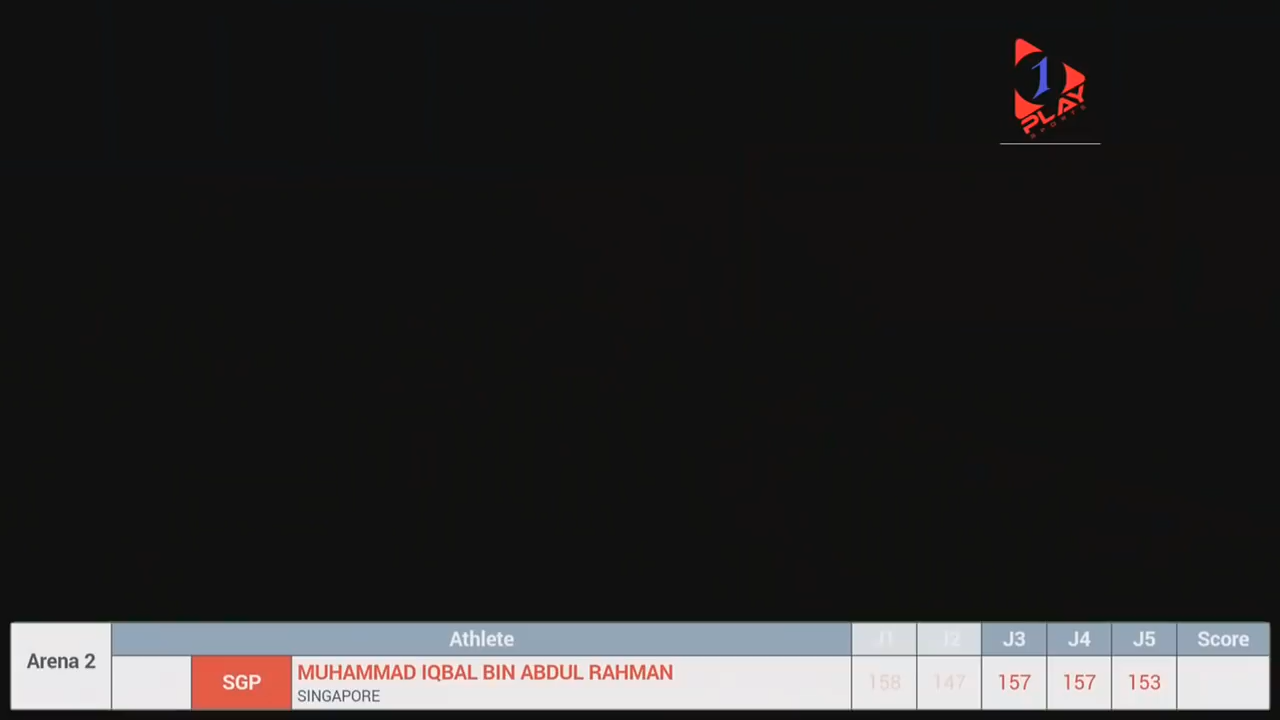 1
PLAY
SPORTS
Arena 2
Athlete
J1 J2 J3 J4 J5 Score
SGP
MUHAMMAD IQBAL BIN ABDUL RAHMAN
SINGAPORE
158 147 157 157 153